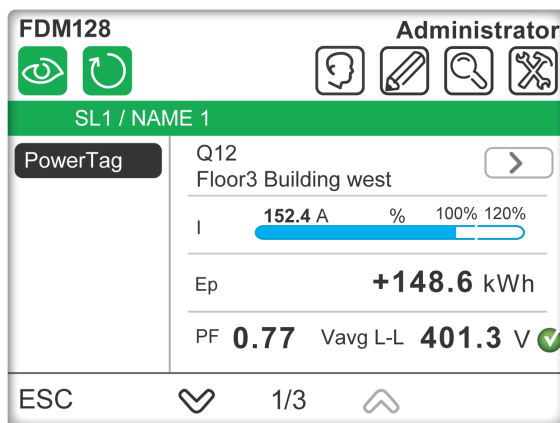 FDM128
Administrator
SL1 / NAME 1
PowerTag
Q12
Floor3 Building west
I 152.4 A % 100% 120%
Ep +148.6 kWh
PF 0.77 Vavg L-L 401.3 V
ESC 1/3